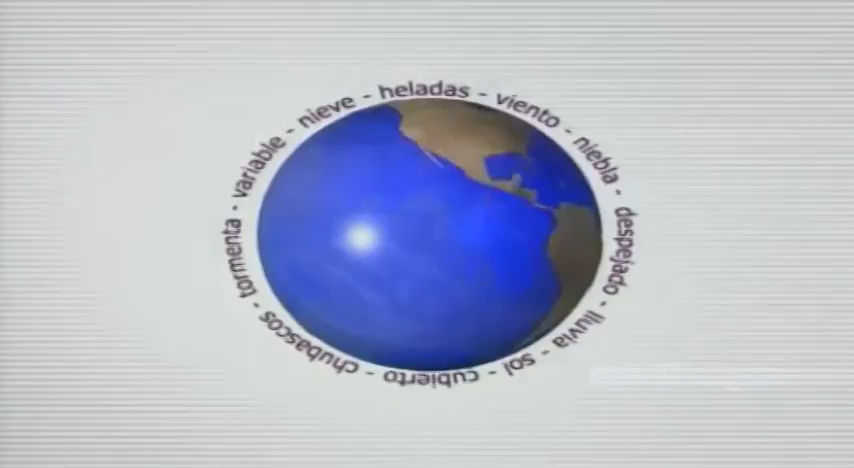 heladas - viento - niebla - despejado - lluvia - sol - cubierto - chubascos - tormenta - variable - nieve -